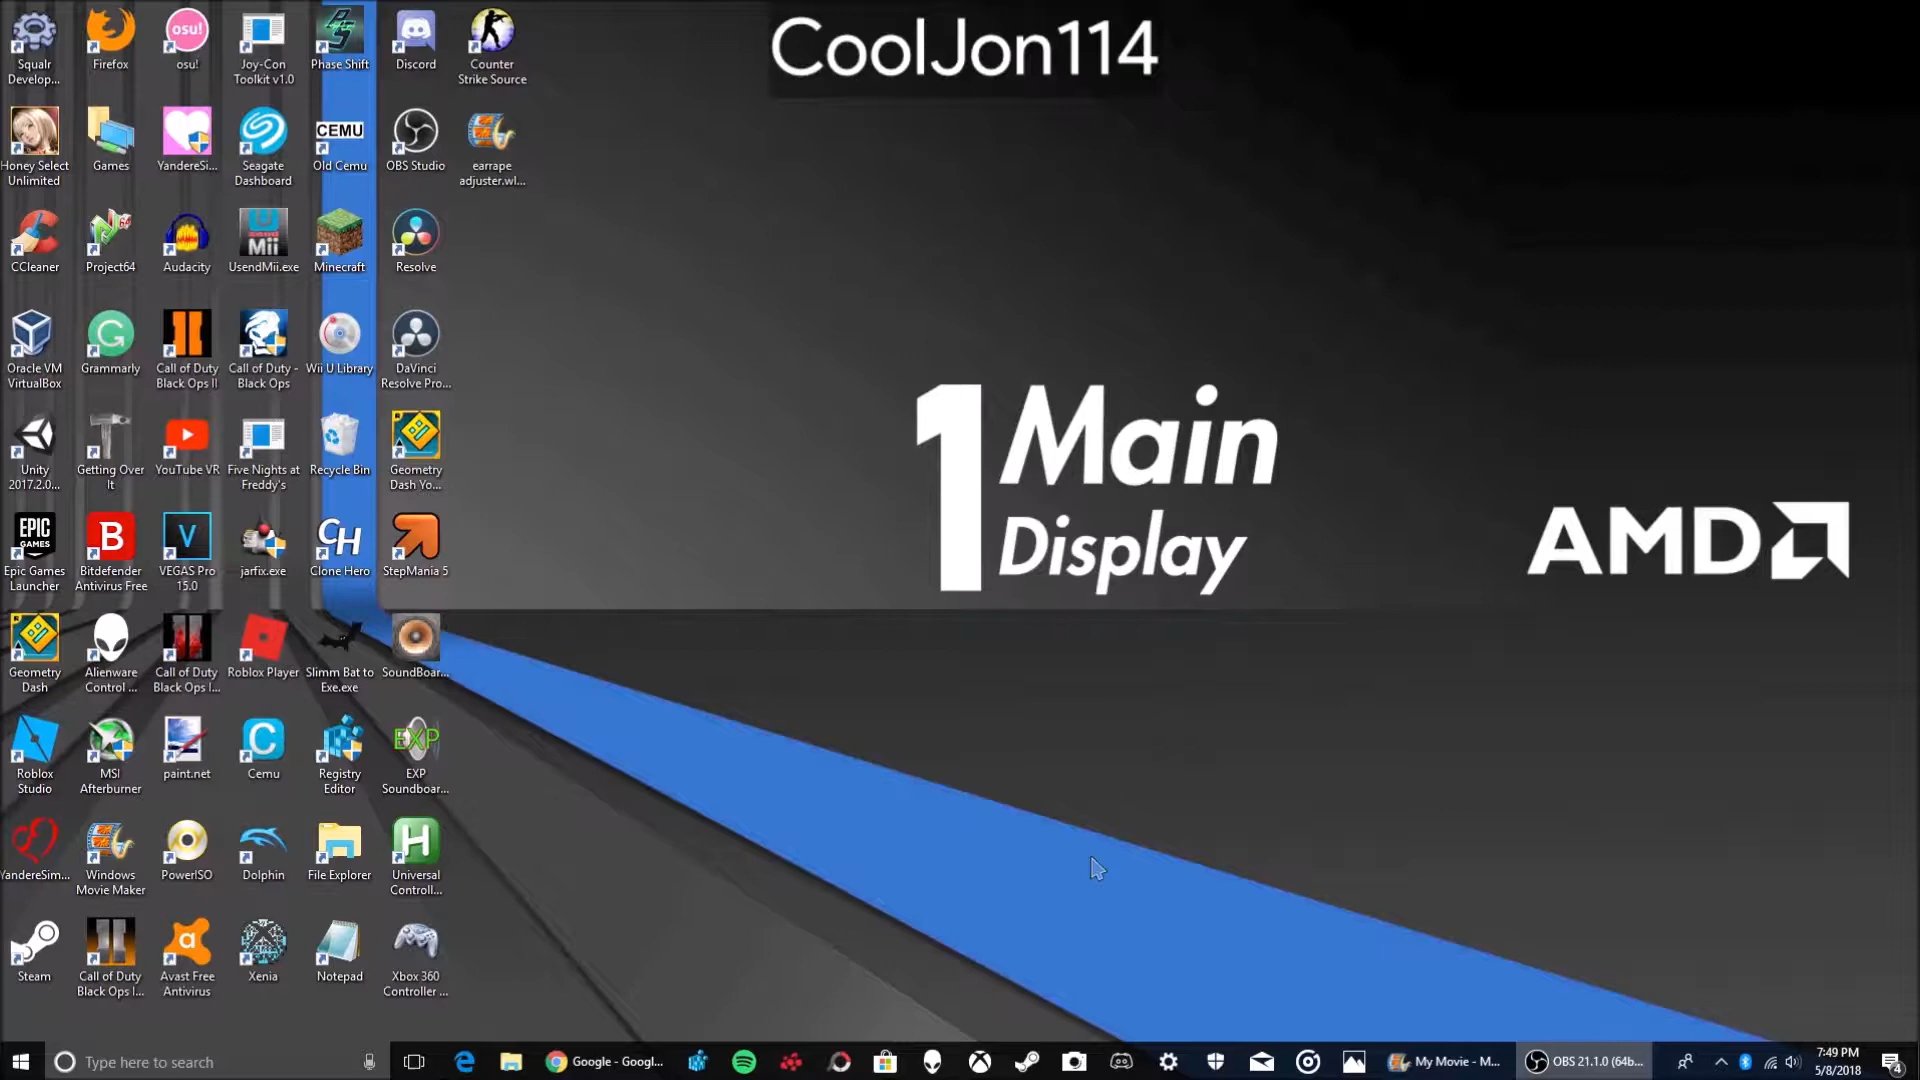 CoolJon114
1 Main
Display
AMD
Squalr
Develop...
Firefox
osu!
osu!
Joy-Con
Toolkit v1.0
Phase Shift
Discord
Counter
Strike Source
Honey Select
Unlimited
Games
YandereSi...
Seagate
Dashboard
CEMU
Old Cemu
OBS Studio
earrape
adjuster.wl...
CCleaner
Project64
Audacity
U
Mii
UsendMii.exe
Minecraft
Resolve
Oracle VM
VirtualBox
Grammarly
Call of Duty
Black Ops II
Call of Duty -
Black Ops
Wii U Library
DaVinci
Resolve Pro...
Unity
2017.2.0...
Getting Over
It
YouTube VR
Five Nights at
Freddy's
Recycle Bin
Geometry
Dash Yo...
EPIC
GAMES
Epic Games
Launcher
B
Bitdefender
Antivirus Free
V
VEGAS Pro
15.0
jarfix.exe
CH
Clone Hero
StepMania 5
Geometry
Dash
Alienware
Control ...
Call of Duty
Black Ops I...
Roblox Player
Slimm Bat to
Exe.exe
SoundBoar...
Roblox
Studio
MSI
Afterburner
paint.net
C
Cemu
Registry
Editor
EXP
EXP
Soundboar...
YandereSim...
Windows
Movie Maker
PowerISO
Dolphin
File Explorer
H
Universal
Controll...
Steam
Call of Duty
Black Ops I...
a
Avast Free
Antivirus
Xenia
Notepad
Xbox 360
Controller ...
Type here to search
Google - Googl...
My Movie - M...
OBS 21.1.0 (64b...
7:49 PM
5/8/2018
4